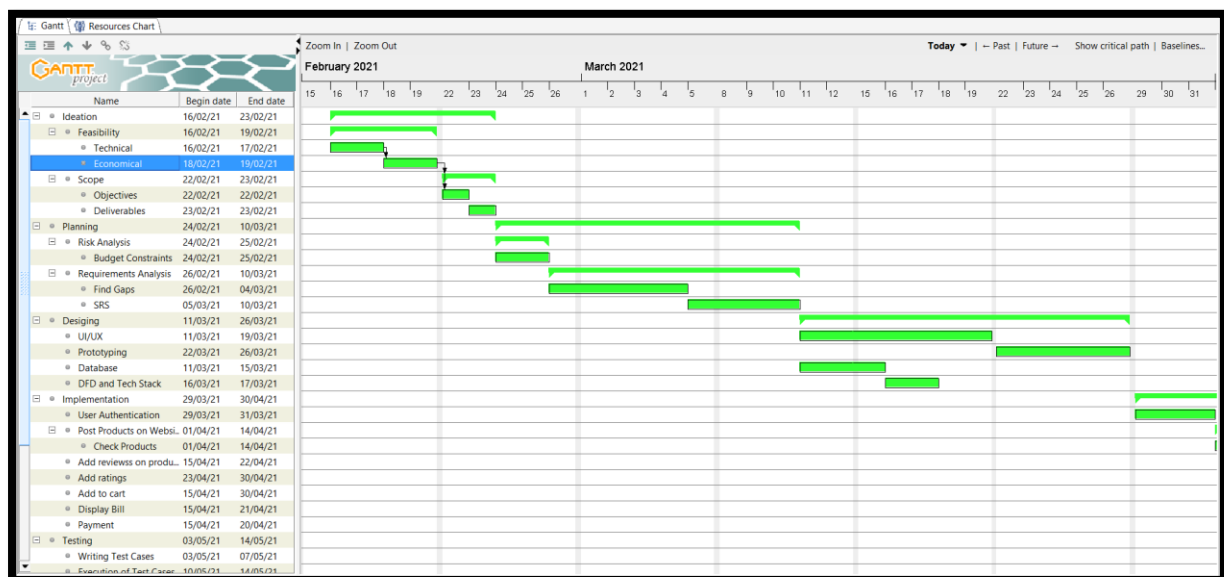 Gantt Resources Chart
Zoom In | Zoom Out Today ▾ | ← Past | Future → Show critical path | Baselines...
GANTT
project
February 2021 March 2021
15 16 17 18 19 22 23 24 25 26 1 2 3 4 5 8 9 10 11 12 15 16 17 18 19 22 23 24 25 26 29 30 31
Name Begin date End date
Ideation 16/02/21 23/02/21
Feasibility 16/02/21 19/02/21
Technical 16/02/21 17/02/21
Economical 18/02/21 19/02/21
Scope 22/02/21 23/02/21
Objectives 22/02/21 22/02/21
Deliverables 23/02/21 23/02/21
Planning 24/02/21 10/03/21
Risk Analysis 24/02/21 25/02/21
Budget Constraints 24/02/21 25/02/21
Requirements Analysis 26/02/21 10/03/21
Find Gaps 26/02/21 04/03/21
SRS 05/03/21 10/03/21
Desiging 11/03/21 26/03/21
UI/UX 11/03/21 19/03/21
Prototyping 22/03/21 26/03/21
Database 11/03/21 15/03/21
DFD and Tech Stack 16/03/21 17/03/21
Implementation 29/03/21 30/04/21
User Authentication 29/03/21 31/03/21
Post Products on Websi... 01/04/21 14/04/21
Check Products 01/04/21 14/04/21
Add reviewss on produ... 15/04/21 22/04/21
Add ratings 23/04/21 30/04/21
Add to cart 15/04/21 30/04/21
Display Bill 15/04/21 21/04/21
Payment 15/04/21 20/04/21
Testing 03/05/21 14/05/21
Writing Test Cases 03/05/21 07/05/21
Execution of Test Cases 10/05/21 14/05/21